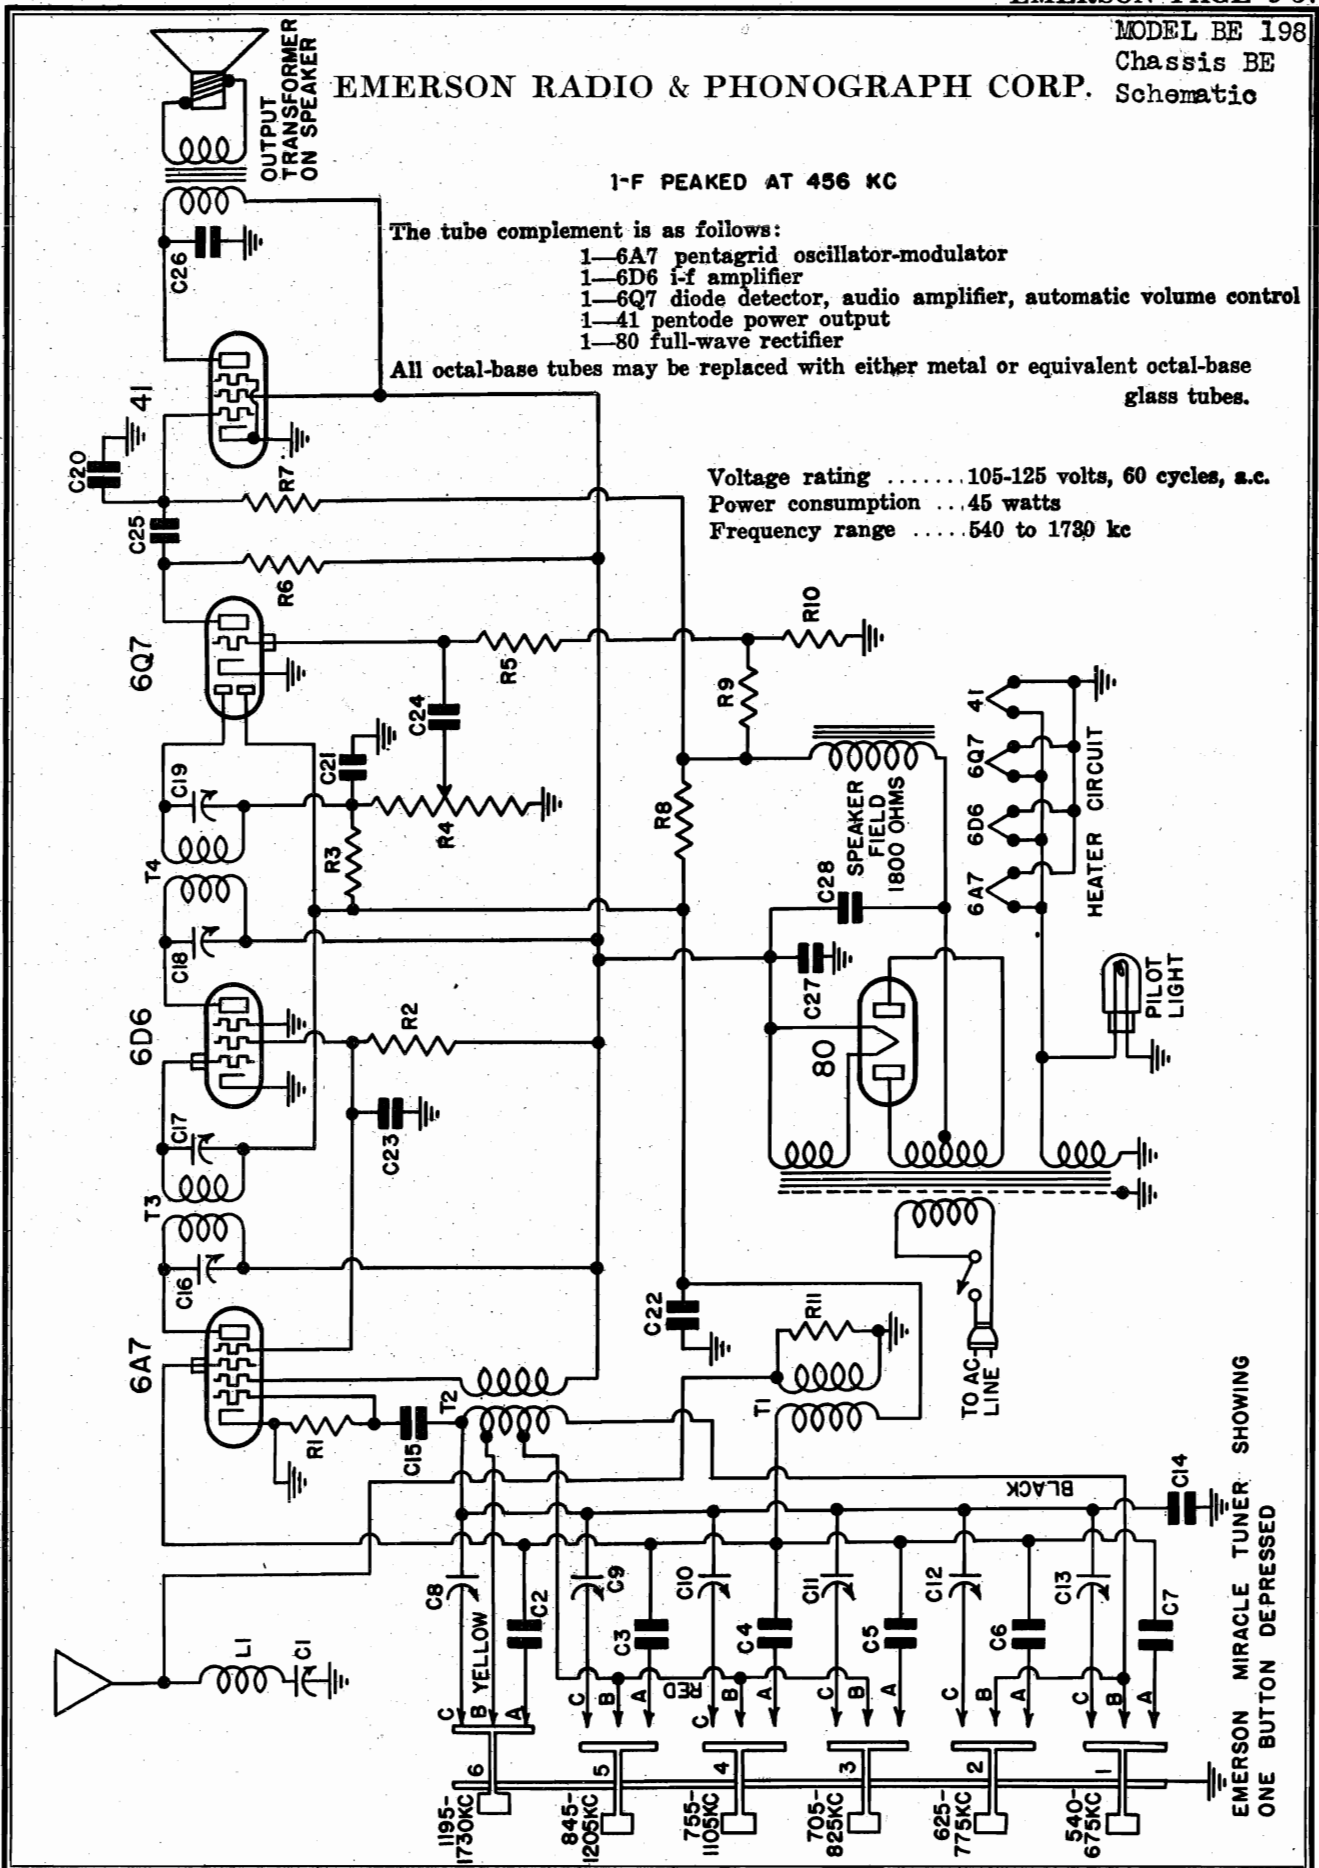 MODEL BE 198
Chassis BE
Schematic
EMERSON RADIO & PHONOGRAPH CORP.
OUTPUT
TRANSFORMER
ON SPEAKER
I-F PEAKED AT 456 KC
The tube complement is as follows:
1—6A7 pentagrid oscillator-modulator
1—6D6 i-f amplifier
1—6Q7 diode detector, audio amplifier, automatic volume control
1—41 pentode power output
1—80 full-wave rectifier
All octal-base tubes may be replaced with either metal or equivalent octal-base
glass tubes.
Voltage rating ....... 105-125 volts, 60 cycles, a.c.
Power consumption ... 45 watts
Frequency range ..... 540 to 1730 kc
C26
41
C20
C25
R7
R6
6Q7
R5
R10
R9
C24
C21
C19
T4
R3
R4
R8
SPEAKER
FIELD
1800 OHMS
C28
C27
80
6A7
6D6
6Q7
41
HEATER CIRCUIT
PILOT
LIGHT
C18
6D6
R2
C17
C23
T3
C16
6A7
C22
R11
T1
TO AC
LINE
R1
C15
T2
BLACK
C14
L1
C1
C8
YELLOW
C2
C9
C3
RED
C10
C4
C11
C5
C12
C6
C13
C7
C
B
A
C
B
A
C
B
A
C
B
A
C
B
A
C
B
A
6
5
4
3
2
1
1195-
1730KC
845-
1205KC
755-
1105KC
705-
825KC
625-
775KC
540-
675KC
EMERSON MIRACLE TUNER SHOWING
ONE BUTTON DEPRESSED